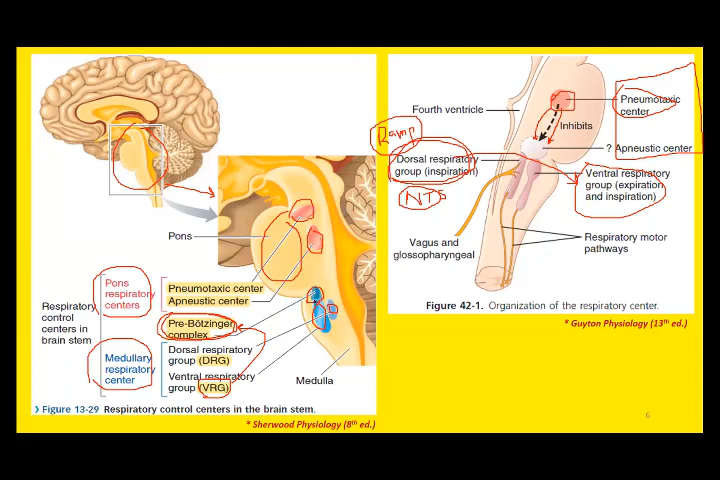 Pons
Respiratory
control
centers in
brain stem
Pons
respiratory
centers
Pneumotaxic center
Apneustic center
Pre-Bötzinger
complex
Medullary
respiratory
center
Dorsal respiratory
group (DRG)
Ventral respiratory
group (VRG)
Medulla
❯ Figure 13-29 Respiratory control centers in the brain stem.
* Sherwood Physiology (8th ed.)
Fourth ventricle
Pneumotaxic
center
Inhibits
? Apneustic center
Ramp
Dorsal respiratory
group (inspiration)
NTS
Ventral respiratory
group (expiration
and inspiration)
Vagus and
glossopharyngeal
Respiratory motor
pathways
Figure 42-1. Organization of the respiratory center.
* Guyton Physiology (13th ed.)
6